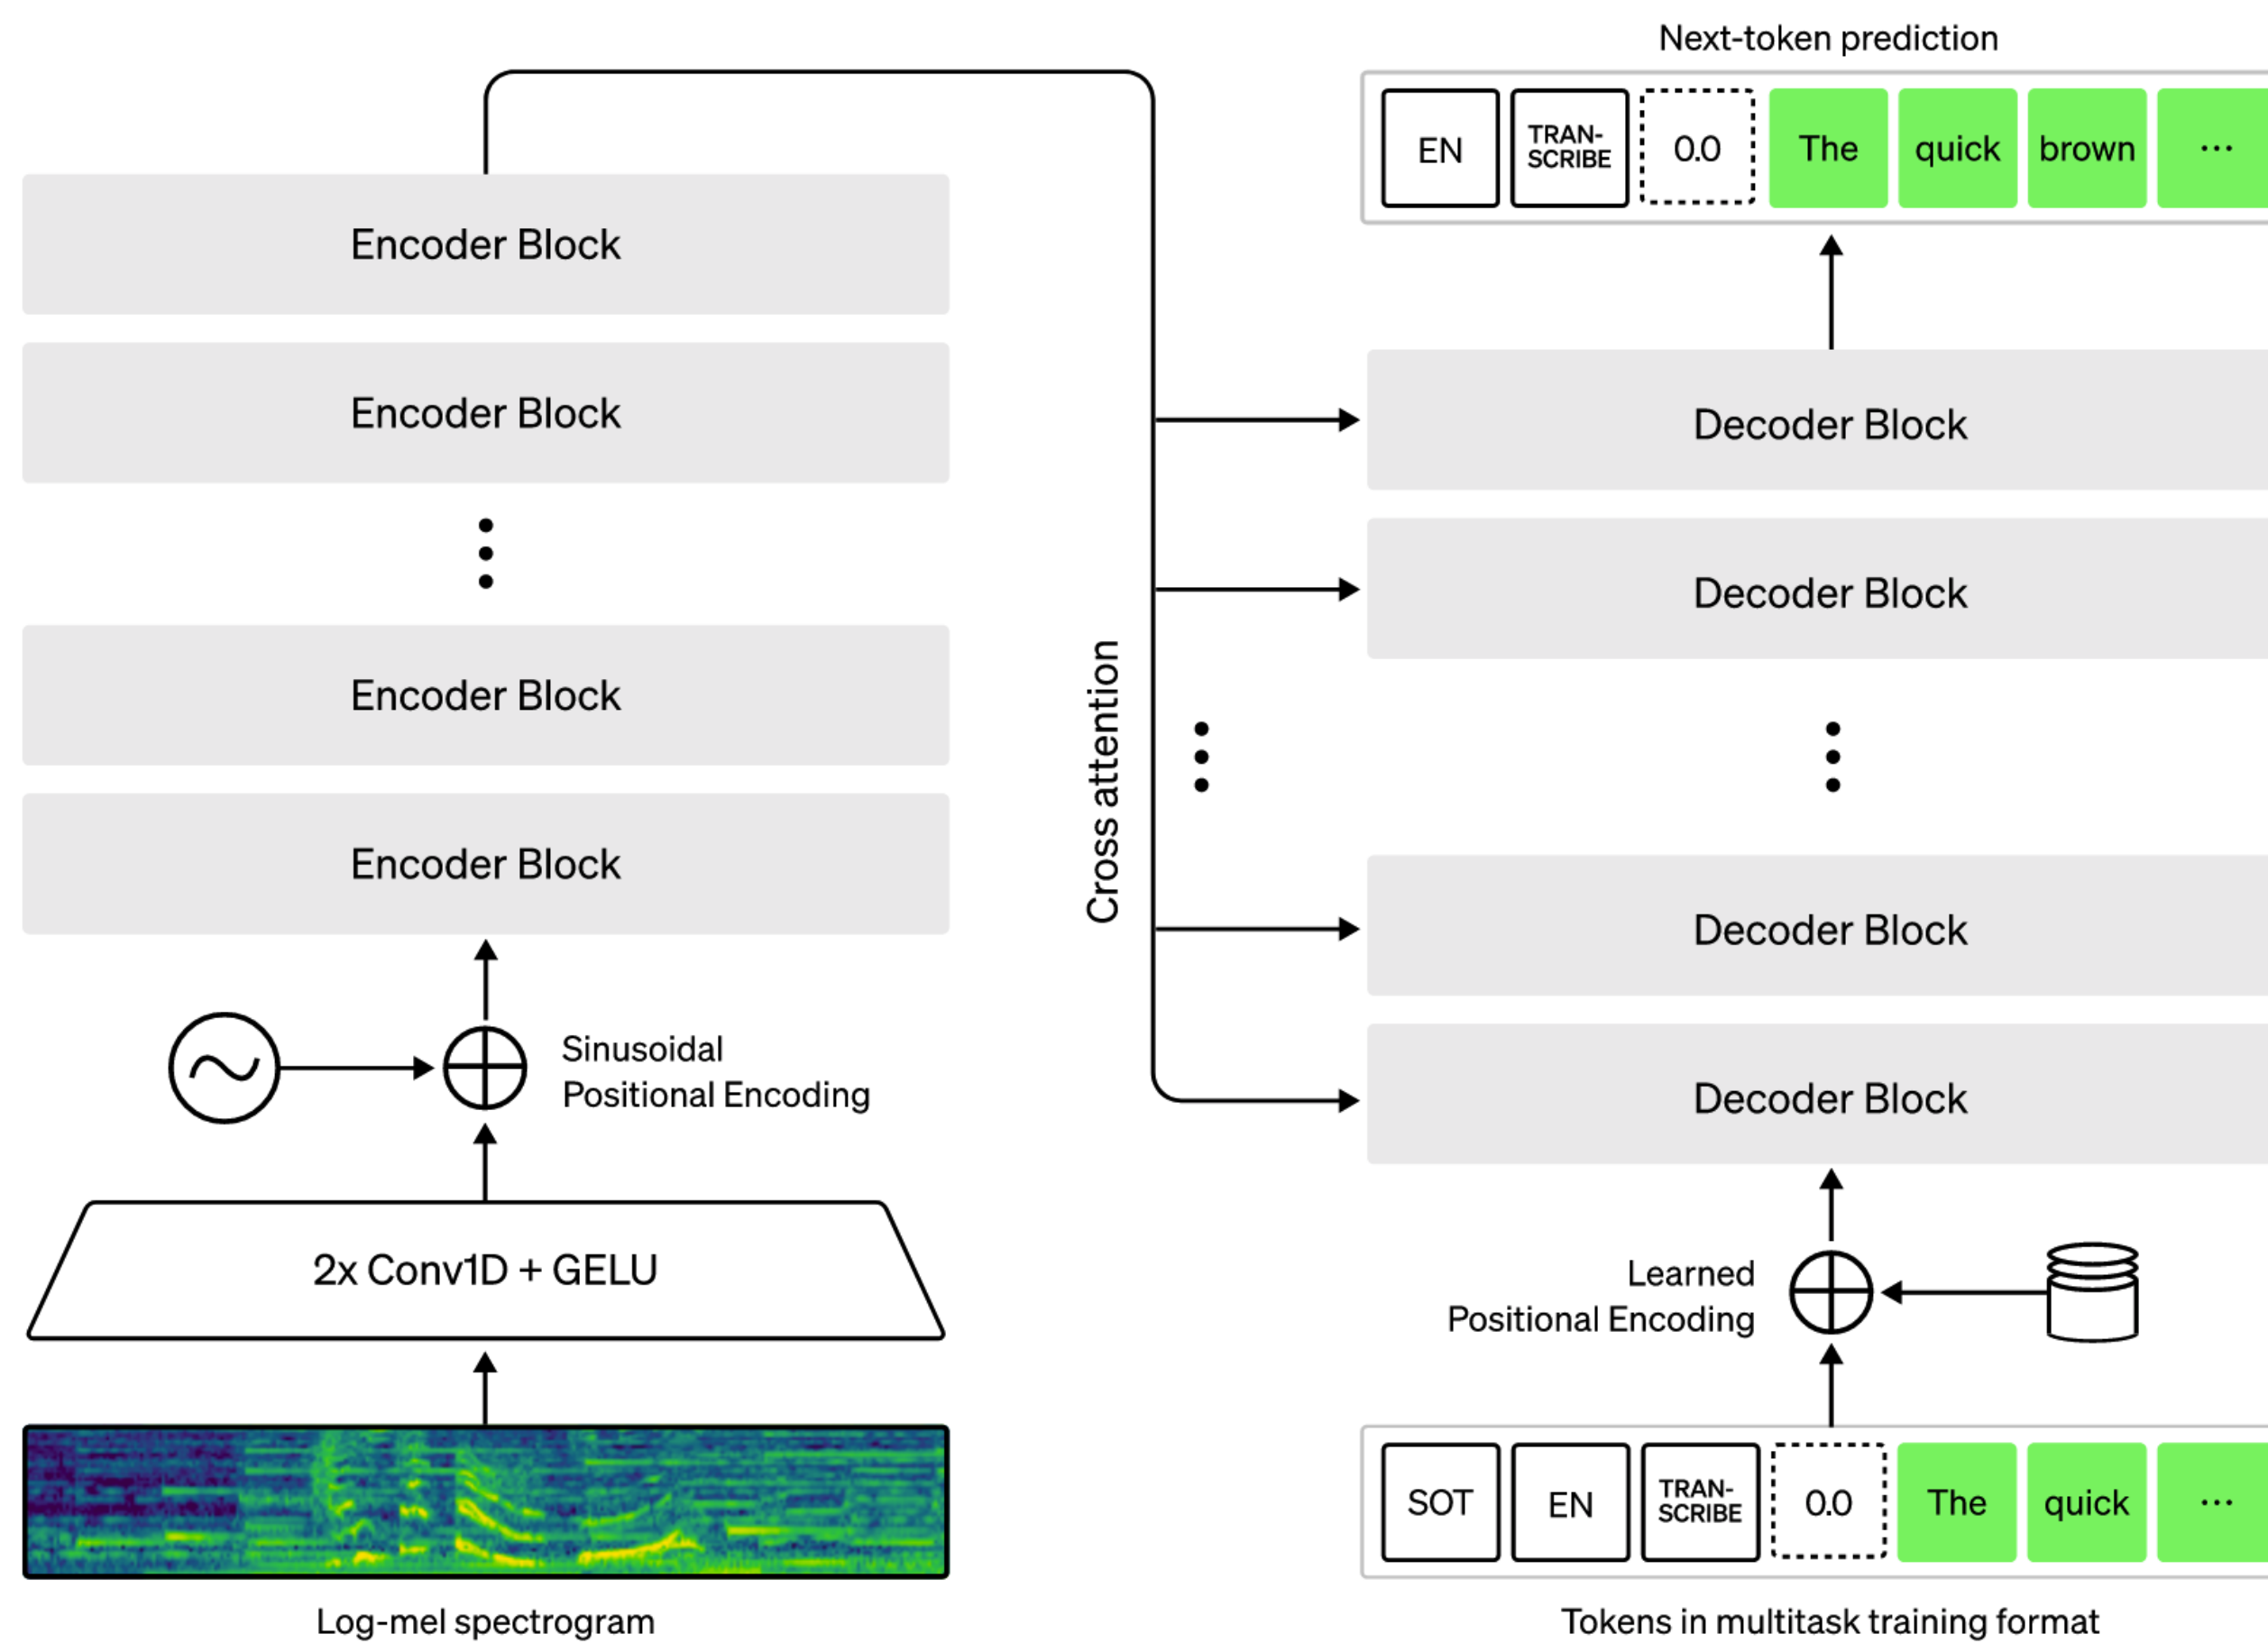 Next-token prediction
EN
TRAN-
SCRIBE
0.0
The
quick
brown
...
Encoder Block
Encoder Block
Encoder Block
Encoder Block
Sinusoidal
Positional Encoding
2x Conv1D + GELU
Log-mel spectrogram
Cross attention
Decoder Block
Decoder Block
Decoder Block
Decoder Block
Learned
Positional Encoding
SOT
EN
TRAN-
SCRIBE
0.0
The
quick
...
Tokens in multitask training format